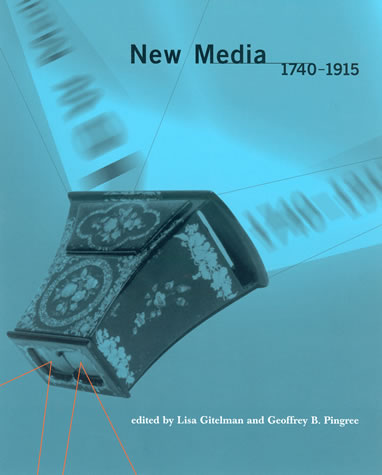 New Media
1740–1915
edited by Lisa Gitelman and Geoffrey B. Pingree